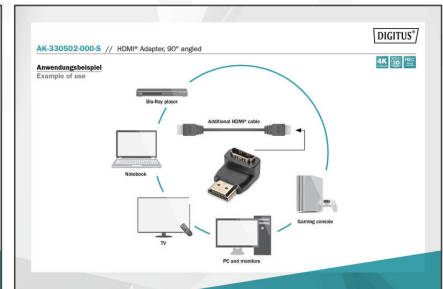 DIGITUS®
AK-330502-000-S // HDMI® Adapter, 90° angled
4K
3D
Anwendungsbeispiel
Example of use
Blu-Ray player
Additional HDMI® cable
Notebook
Gaming console
TV
PC and monitors